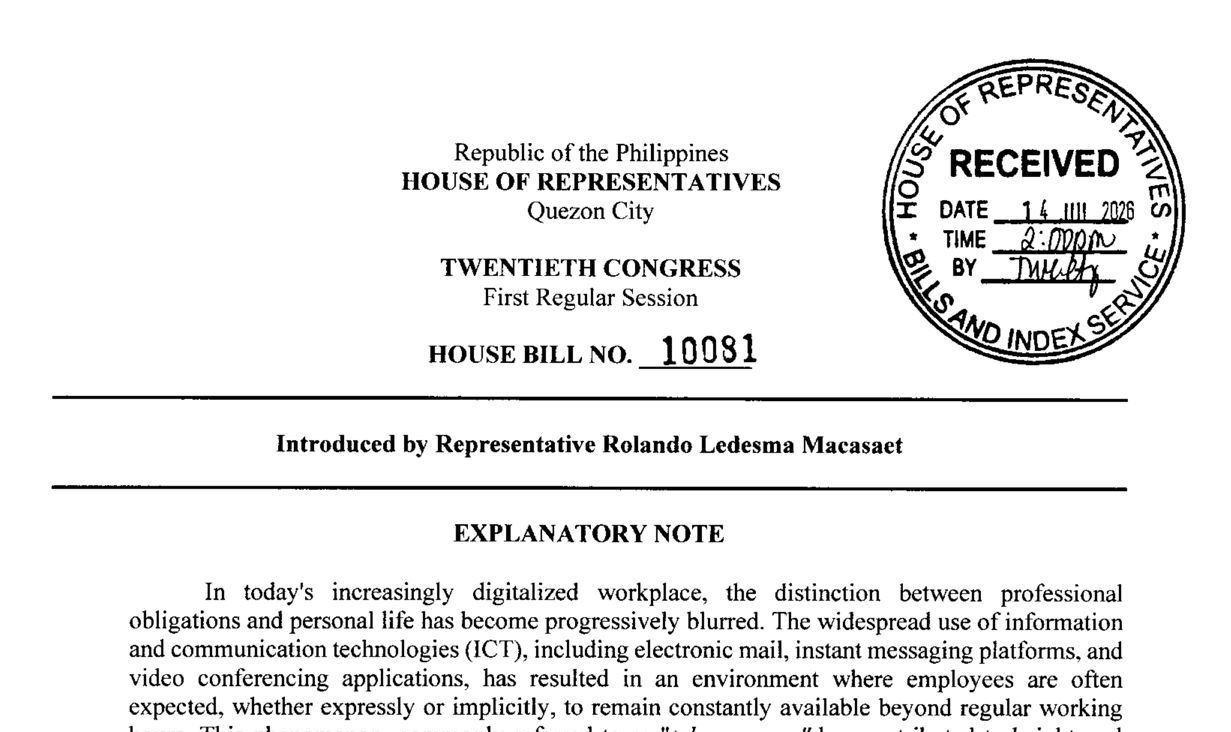 Republic of the Philippines
HOUSE OF REPRESENTATIVES
Quezon City
TWENTIETH CONGRESS
First Regular Session
HOUSE BILL NO. 10081
HOUSE OF REPRESENTATIVES
RECEIVED
DATE 14 2026
TIME 2:00pm
BY
* BILLS AND INDEX SERVICE *
Introduced by Representative Rolando Ledesma Macasaet
EXPLANATORY NOTE
In today's increasingly digitalized workplace, the distinction between professional
obligations and personal life has become progressively blurred. The widespread use of information
and communication technologies (ICT), including electronic mail, instant messaging platforms, and
video conferencing applications, has resulted in an environment where employees are often
expected, whether expressly or implicitly, to remain constantly available beyond regular working